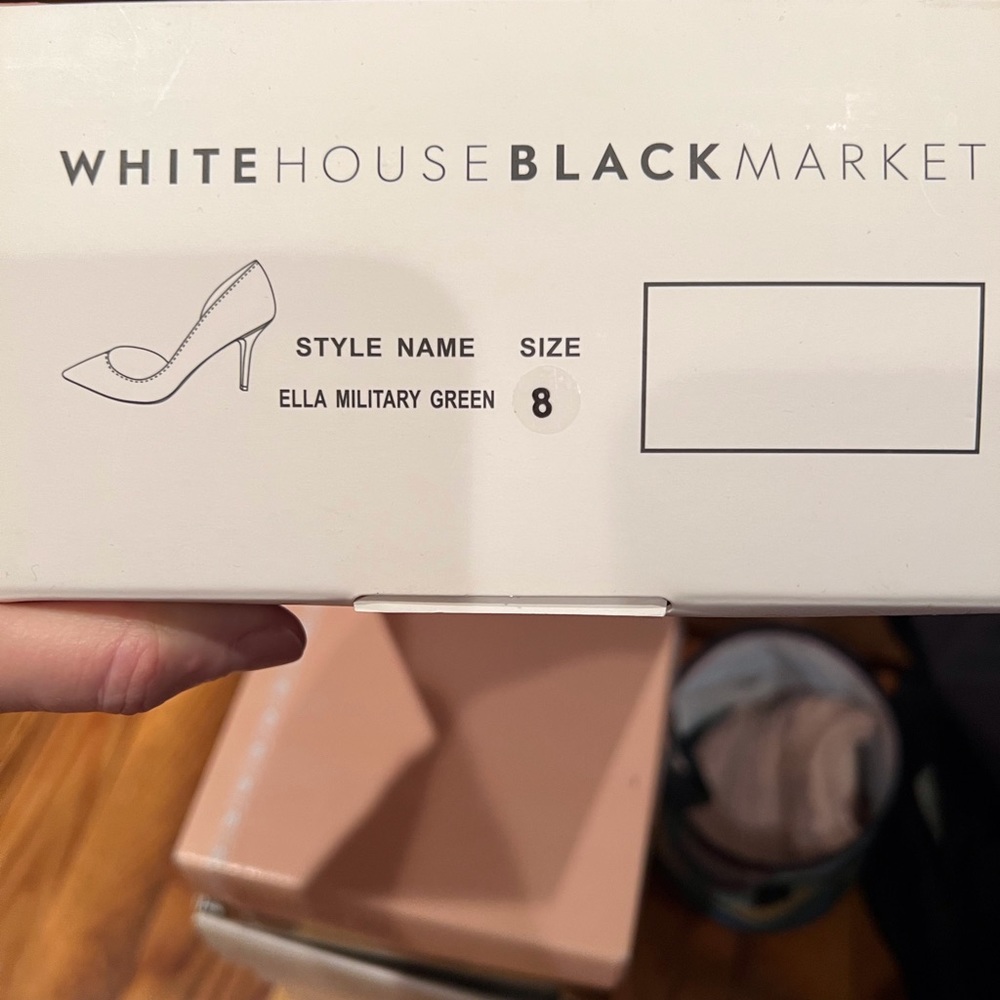 WHITE HOUSE BLACK MARKET
STYLE NAME SIZE
ELLA MILITARY GREEN 8